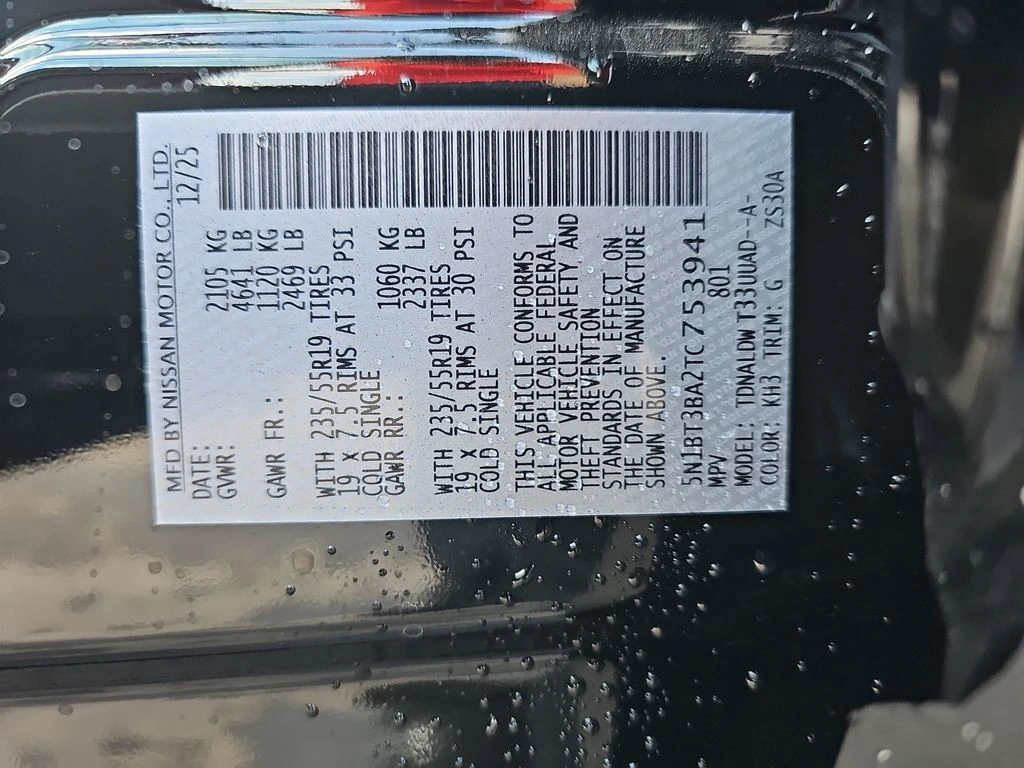 MFD BY NISSAN MOTOR CO., LTD.
DATE: 12/25
GVWR: 2105 KG
4641 LB
GAWR FR.: 1120 KG
2469 LB
WITH 235/55R19 TIRES
19 X 7.5 RIMS AT 33 PSI
COLD SINGLE
GAWR RR.: 1060 KG
2337 LB
WITH 235/55R19 TIRES
19 X 7.5 RIMS AT 30 PSI
COLD SINGLE
THIS VEHICLE CONFORMS TO
ALL APPLICABLE FEDERAL
MOTOR VEHICLE SAFETY AND
THEFT PREVENTION
STANDARDS IN EFFECT ON
THE DATE OF MANUFACTURE
SHOWN ABOVE.
5N1BT3BA2TC753941
MPV 801
MODEL: TDNALDW T33UUAD--A-
COLOR: KH3 TRIM: G ZS30A